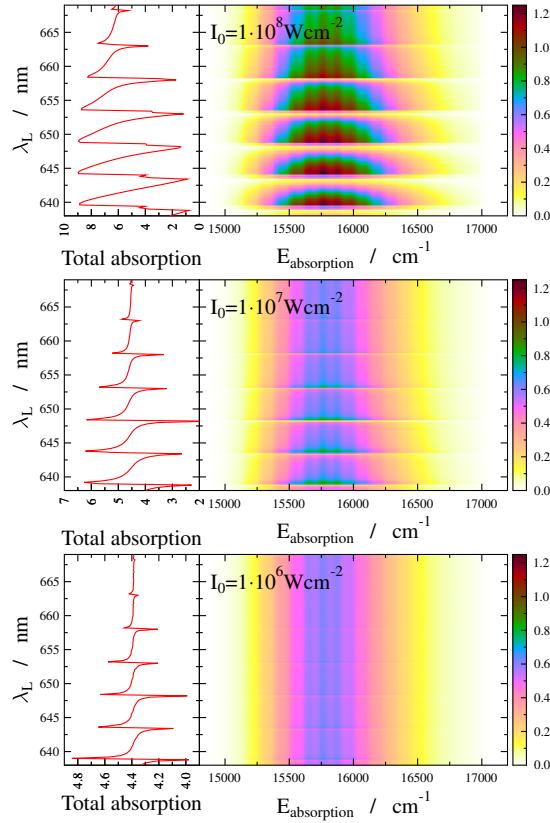 I₀=1·10⁸Wcm⁻²
λL / nm
665
660
655
650
645
640
10 8 6 4 2 0
15000 15500 16000 16500 17000
1.2
1.0
0.8
0.6
0.4
0.2
0.0
Total absorption
Eabsorption / cm⁻¹
I₀=1·10⁷Wcm⁻²
λL / nm
665
660
655
650
645
640
7 6 5 4 3 2
15000 15500 16000 16500 17000
1.2
1.0
0.8
0.6
0.4
0.2
0.0
Total absorption
Eabsorption / cm⁻¹
I₀=1·10⁶Wcm⁻²
λL / nm
665
660
655
650
645
640
4.8 4.6 4.4 4.2 4.0
15000 15500 16000 16500 17000
1.2
1.0
0.8
0.6
0.4
0.2
0.0
Total absorption
Eabsorption / cm⁻¹